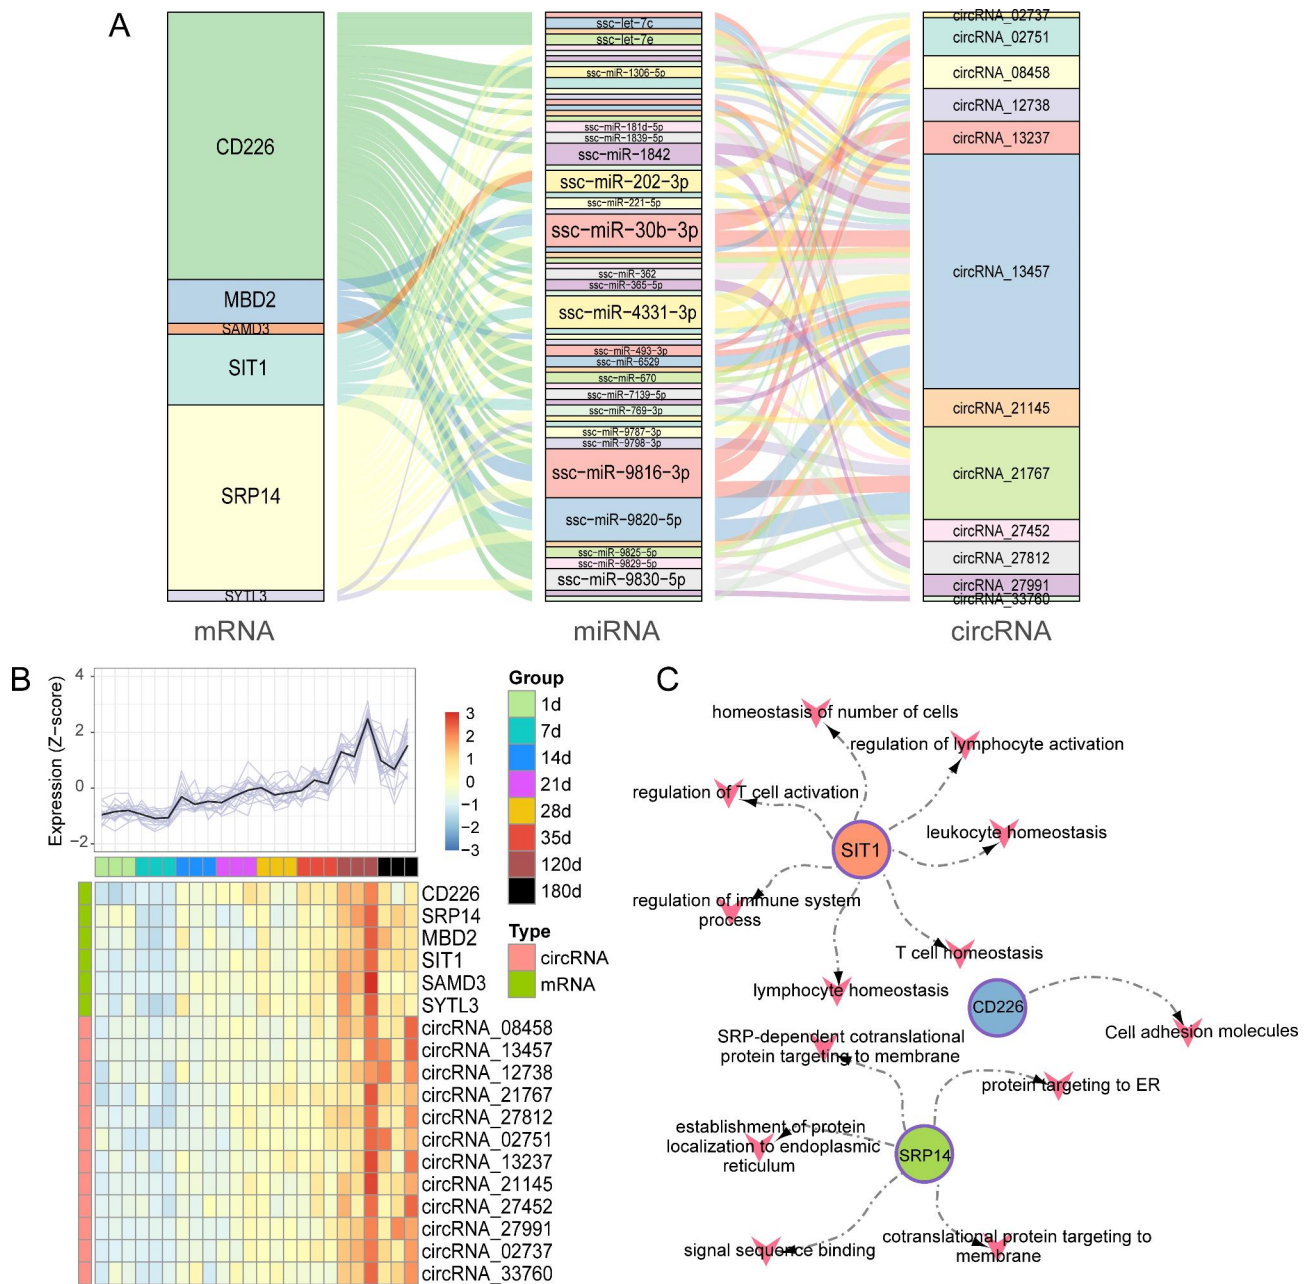 A
CD226
MBD2
SAMD3
SIT1
SRP14
SYTL3
mRNA
ssc-let-7c
ssc-let-7e
ssc-miR-1306-5p
ssc-miR-181d-5p
ssc-miR-1839-5p
ssc-miR-1842
ssc-miR-202-3p
ssc-miR-221-5p
ssc-miR-30b-3p
ssc-miR-362
ssc-miR-365-5p
ssc-miR-4331-3p
ssc-miR-493-3p
ssc-miR-6529
ssc-miR-670
ssc-miR-7139-5p
ssc-miR-769-3p
ssc-miR-9787-3p
ssc-miR-9798-3p
ssc-miR-9816-3p
ssc-miR-9820-5p
ssc-miR-9825-5p
ssc-miR-9829-5p
ssc-miR-9830-5p
miRNA
circRNA_02737
circRNA_02751
circRNA_08458
circRNA_12738
circRNA_13237
circRNA_13457
circRNA_21145
circRNA_21767
circRNA_27452
circRNA_27812
circRNA_27991
circRNA_33760
circRNA
B
Expression (Z-score)
4
2
0
−2
3
2
1
0
−1
−2
−3
Group
1d
7d
14d
21d
28d
35d
120d
180d
Type
circRNA
mRNA
CD226
SRP14
MBD2
SIT1
SAMD3
SYTL3
circRNA_08458
circRNA_13457
circRNA_12738
circRNA_21767
circRNA_27812
circRNA_02751
circRNA_13237
circRNA_21145
circRNA_27452
circRNA_27991
circRNA_02737
circRNA_33760
C
homeostasis of number of cells
regulation of lymphocyte activation
regulation of T cell activation
leukocyte homeostasis
SIT1
regulation of immune system
process
T cell homeostasis
lymphocyte homeostasis
CD226
Cell adhesion molecules
SRP-dependent cotranslational
protein targeting to membrane
protein targeting to ER
establishment of protein
localization to endoplasmic
reticulum
SRP14
signal sequence binding
cotranslational protein targeting to
membrane